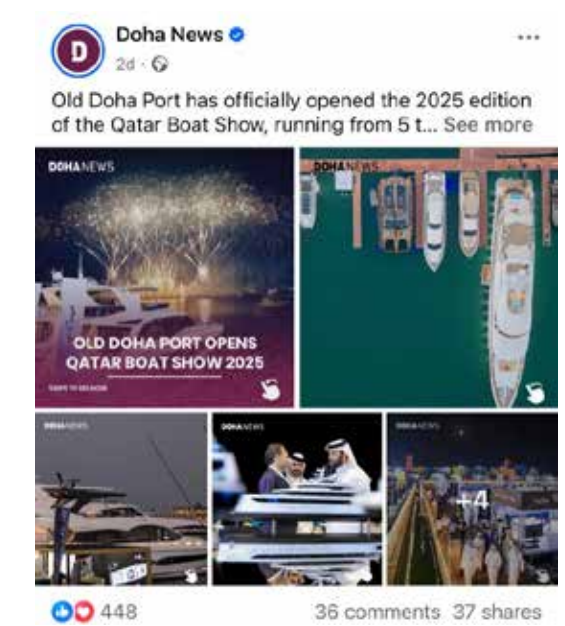 Doha News
2d
Old Doha Port has officially opened the 2025 edition
of the Qatar Boat Show, running from 5 t... See more
DOHANEWS
DOHANEWS
OLD DOHA PORT OPENS
QATAR BOAT SHOW 2025
DOHANEWS
DOHANEWS
DOHANEWS
+4
448
36 comments 37 shares